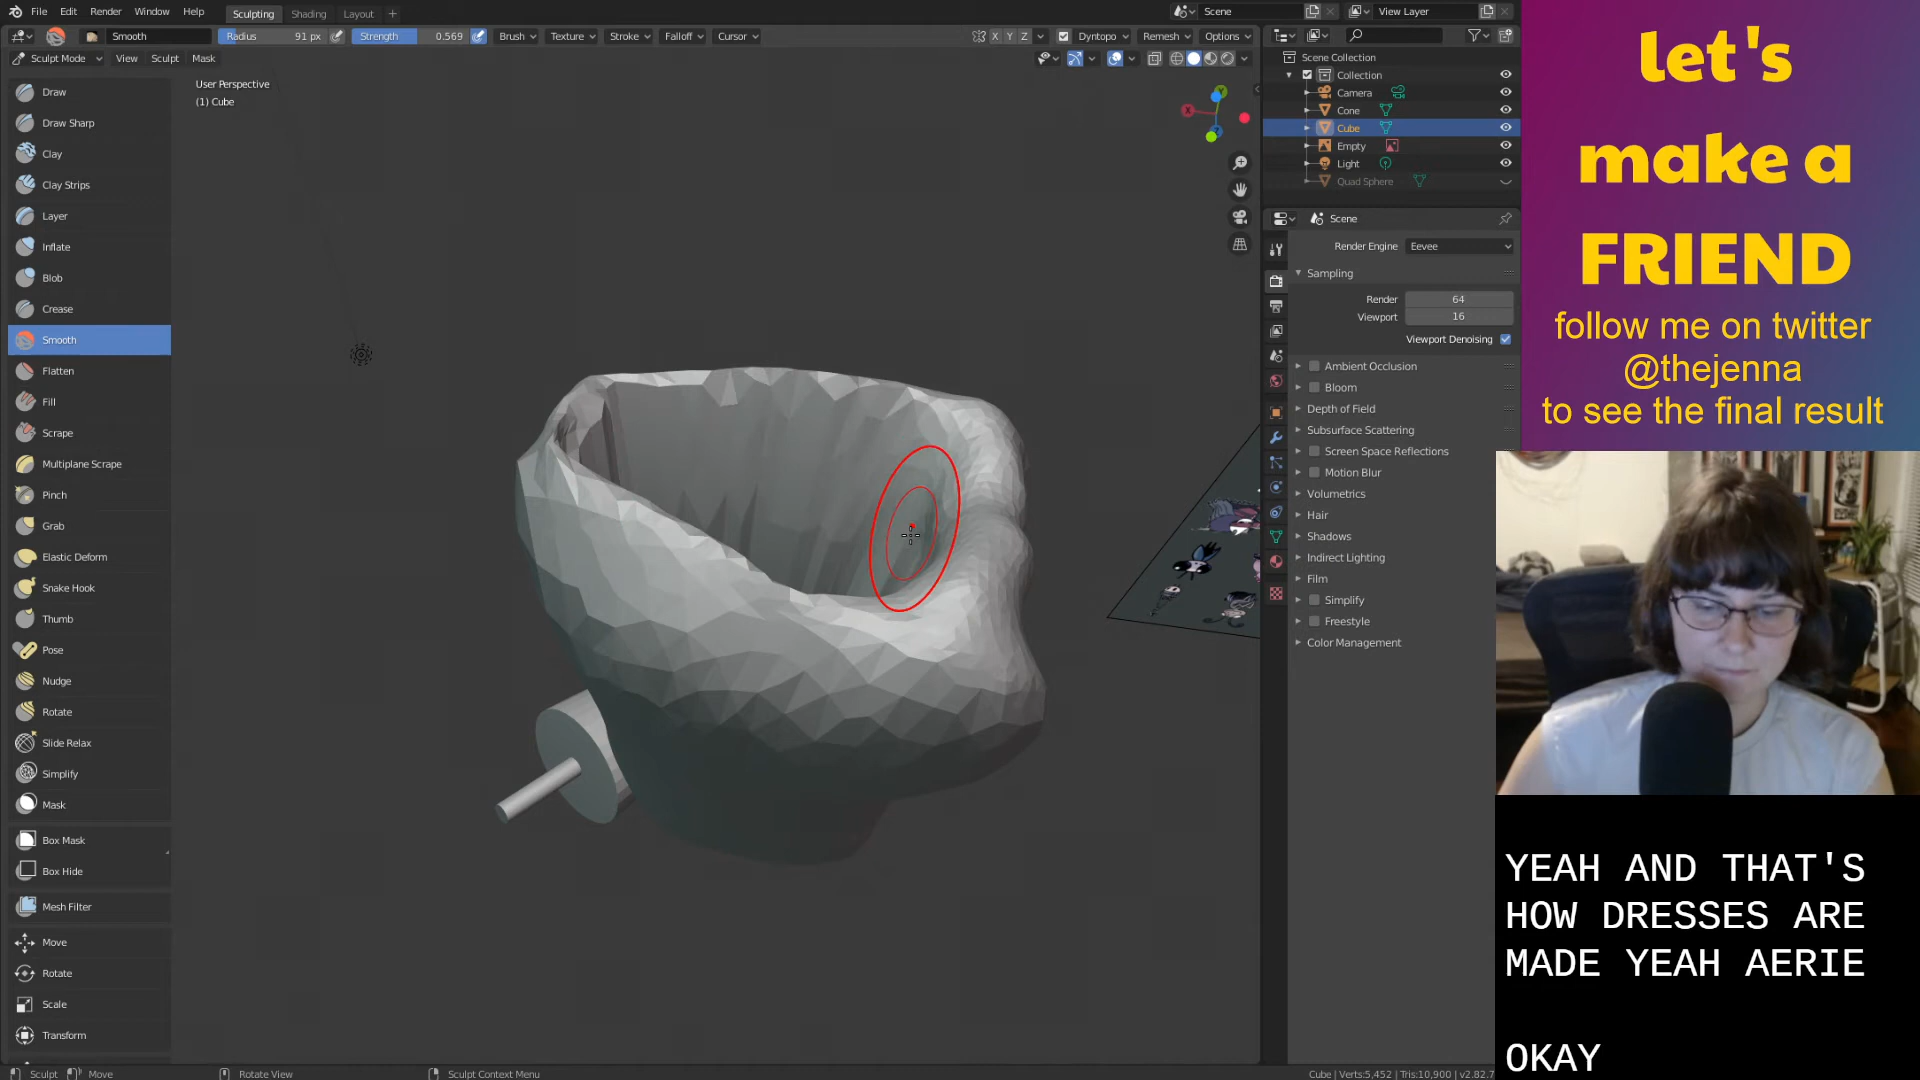 File Edit Render Window Help
Sculpting Shading Layout +
Scene
View Layer
Smooth
Radius 91 px
Strength 0.569
Brush Texture Stroke Falloff Cursor
X Y Z
Dyntopo Remesh Options
Sculpt Mode View Sculpt Mask
User Perspective
(1) Cube
Draw
Draw Sharp
Clay
Clay Strips
Layer
Inflate
Blob
Crease
Smooth
Flatten
Fill
Scrape
Multiplane Scrape
Pinch
Grab
Elastic Deform
Snake Hook
Thumb
Pose
Nudge
Rotate
Slide Relax
Simplify
Mask
Box Mask
Box Hide
Mesh Filter
Move
Rotate
Scale
Transform
Scene Collection
Collection
Camera
Cone
Cube
Empty
Light
Quad Sphere
Scene
Render Engine Eevee
Sampling
Render 64
Viewport 16
Viewport Denoising
Ambient Occlusion
Bloom
Depth of Field
Subsurface Scattering
Screen Space Reflections
Motion Blur
Volumetrics
Hair
Shadows
Indirect Lighting
Film
Simplify
Freestyle
Color Management
let's
make a
FRIEND
follow me on twitter
@thejenna
to see the final result
YEAH AND THAT'S
HOW DRESSES ARE
MADE YEAH AERIE
OKAY
Sculpt Move Rotate View Sculpt Context Menu
Cube | Verts:5,452 | Tris:10,900 | v2.82.7